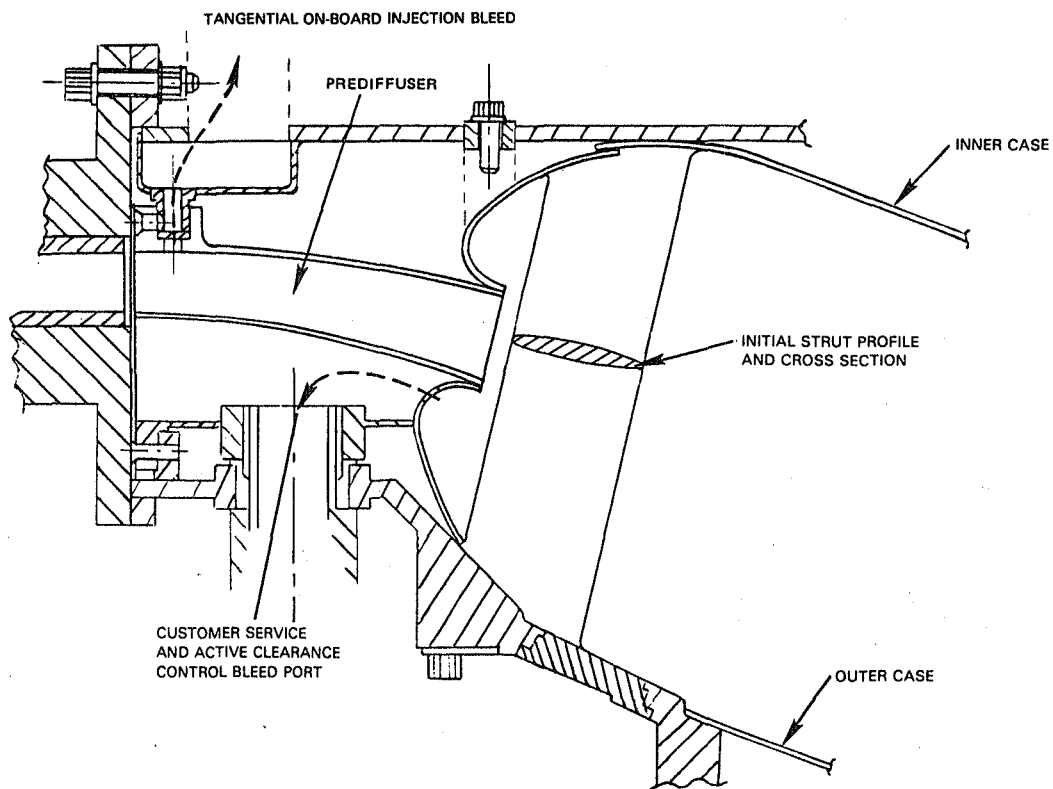 TANGENTIAL ON-BOARD INJECTION BLEED
PREDIFFUSER
INNER CASE
INITIAL STRUT PROFILE
AND CROSS SECTION
CUSTOMER SERVICE
AND ACTIVE CLEARANCE
CONTROL BLEED PORT
OUTER CASE